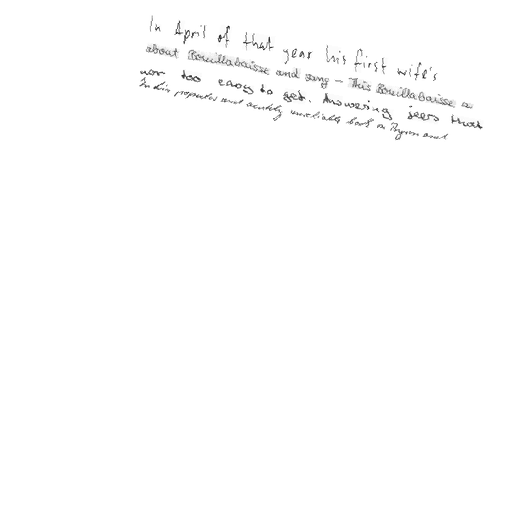 In April of that year his first wife's
about Bouillabaisse and sang - This Bouillabaisse a
nor too easy to get. Answering jeers that
In his popular and acutely unreliable book on Byron and